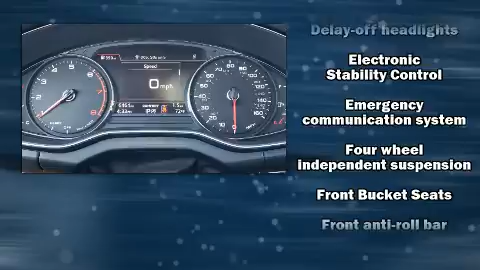 Delay-off headlights
Electronic
Stability Control
Emergency
communication system
Four wheel
independent suspension
Front Bucket Seats
Front anti-roll bar
Speed
0 mph